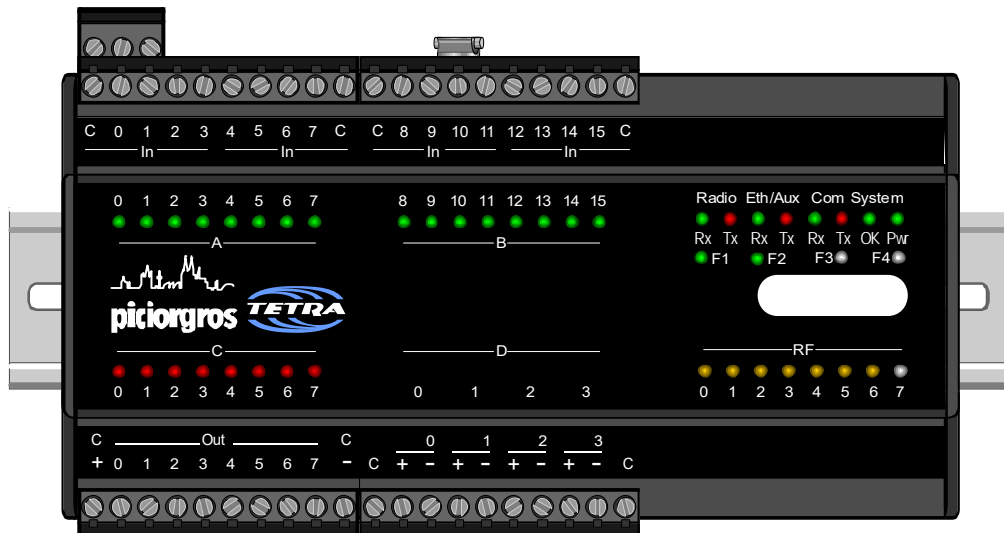 C 0 1 2 3 4 5 6 7 C C 8 9 10 11 12 13 14 15 C
In In In In
0 1 2 3 4 5 6 7 8 9 10 11 12 13 14 15
A B
Radio Eth/Aux Com System
Rx Tx Rx Tx Rx Tx OK Pwr
F1 F2 F3 F4
piciorgros TETRA
C D RF
0 1 2 3 4 5 6 7 0 1 2 3 0 1 2 3 4 5 6 7
C Out C 0 1 2 3
+ 0 1 2 3 4 5 6 7 - C + - + - + - + - C